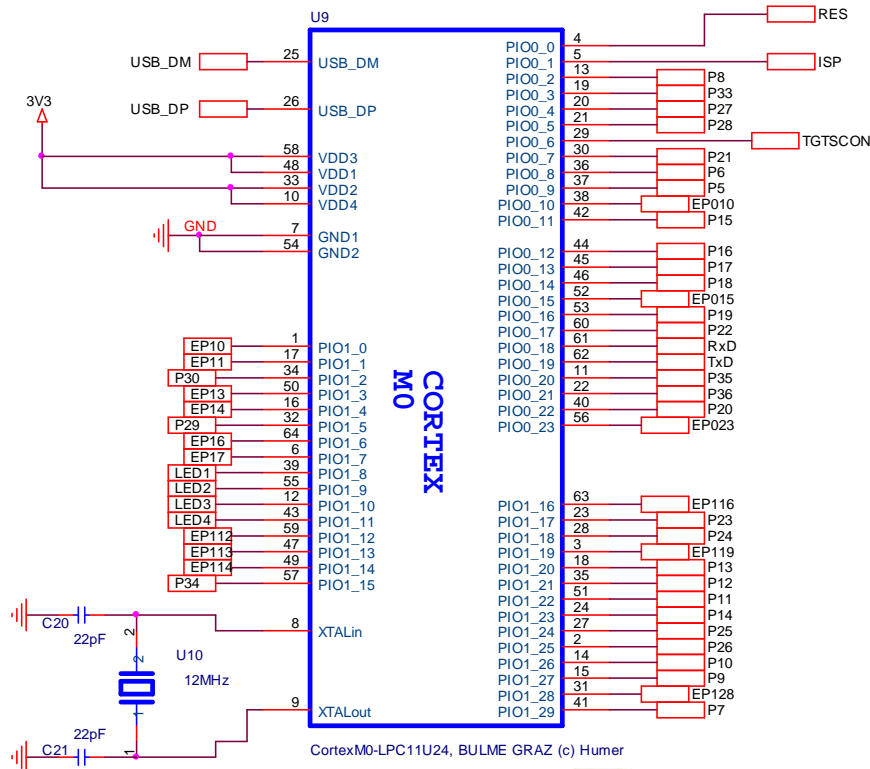 U9
RES
ISP
USB_DM 25 USB_DM
USB_DP 26 USB_DP
3V3
58 VDD3
48 VDD1
33 VDD2
10 VDD4
GND
7 GND1
54 GND2
1 PIO1_0 EP10
17 PIO1_1 EP11
34 PIO1_2 P30
50 PIO1_3 EP13
16 PIO1_4 EP14
32 PIO1_5 P29
64 PIO1_6 EP16
6 PIO1_7 EP17
39 PIO1_8 LED1
55 PIO1_9 LED2
12 PIO1_10 LED3
43 PIO1_11 LED4
59 PIO1_12 EP112
47 PIO1_13 EP113
49 PIO1_14 EP114
57 PIO1_15 P34
8 XTALin
9 XTALout
C20
22pF
2
2
U10
12MHz
1
1
22pF
C21
CORTEX
M0
PIO0_0 4
PIO0_1 5
PIO0_2 13 P8
PIO0_3 19 P33
PIO0_4 20 P27
PIO0_5 21 P28
PIO0_6 29 TGTSCON
PIO0_7 30 P21
PIO0_8 36 P6
PIO0_9 37 P5
PIO0_10 38 EP010
PIO0_11 42 P15
PIO0_12 44 P16
PIO0_13 45 P17
PIO0_14 46 P18
PIO0_15 52 EP015
PIO0_16 53 P19
PIO0_17 60 P22
PIO0_18 61 RxD
PIO0_19 62 TxD
PIO0_20 11 P35
PIO0_21 22 P36
PIO0_22 40 P20
PIO0_23 56 EP023
PIO1_16 63 EP116
PIO1_17 23 P23
PIO1_18 28 P24
PIO1_19 3 EP119
PIO1_20 18 P13
PIO1_21 35 P12
PIO1_22 51 P11
PIO1_23 24 P14
PIO1_24 27 P25
PIO1_25 2 P26
PIO1_26 14 P10
PIO1_27 15 P9
PIO1_28 31 EP128
PIO1_29 41 P7
CortexM0-LPC11U24, BULME GRAZ (c) Humer